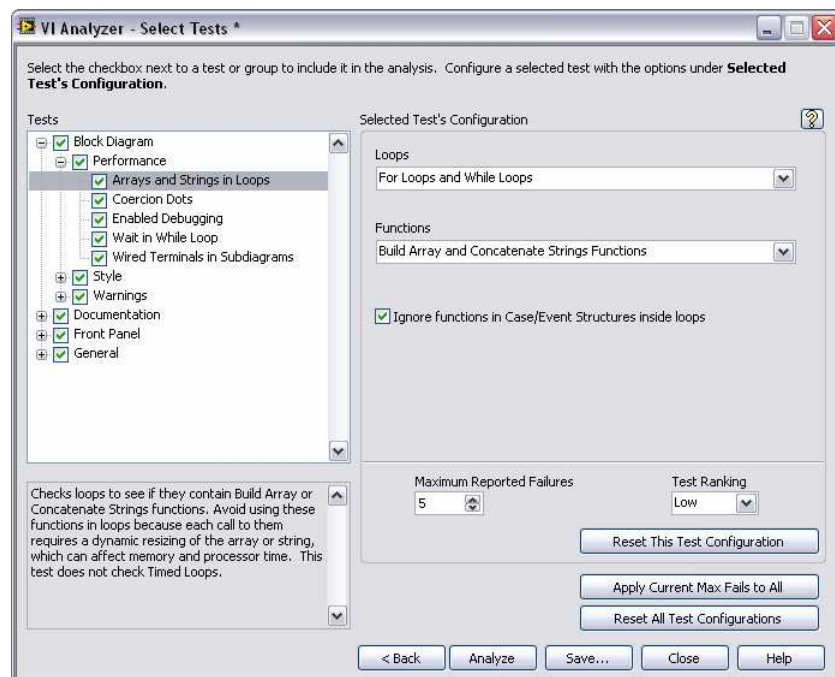 VI Analyzer - Select Tests *
Select the checkbox next to a test or group to include it in the analysis. Configure a selected test with the options under Selected
Test's Configuration.
Tests
Block Diagram
Performance
Arrays and Strings in Loops
Coercion Dots
Enabled Debugging
Wait in While Loop
Wired Terminals in Subdiagrams
Style
Warnings
Documentation
Front Panel
General
Checks loops to see if they contain Build Array or
Concatenate Strings functions. Avoid using these
functions in loops because each call to them
requires a dynamic resizing of the array or string,
which can affect memory and processor time. This
test does not check Timed Loops.
Selected Test's Configuration
?
Loops
For Loops and While Loops
Functions
Build Array and Concatenate Strings Functions
Ignore functions in Case/Event Structures inside loops
Maximum Reported Failures
5
Test Ranking
Low
Reset This Test Configuration
Apply Current Max Fails to All
Reset All Test Configurations
< Back
Analyze
Save...
Close
Help